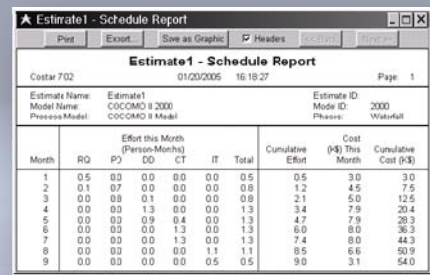 Estimate1 - Schedule Report
Print Export... Save as Graphic Headers << Back Next >>
Estimate1 - Schedule Report
Costar 7.02 01/20/2005 16:18:27 Page: 1
Estimate Name: Estimate1 Estimate ID:
Model Name: COCOMO II 2000 Mode ID: 2000
Process Model: COCOMO II Model Phases: Waterfall
Effort this Month Cost
(Person-Months) Cumulative (K$) This Cumulative
Month RQ PD DD CT IT Total Effort Month Cost (K$)
1 0.5 0.0 0.0 0.0 0.0 0.5 0.5 3.0 3.0
2 0.1 0.7 0.0 0.0 0.0 0.8 1.2 4.5 7.5
3 0.0 0.8 0.1 0.0 0.0 0.8 2.1 5.0 12.5
4 0.0 0.0 1.3 0.0 0.0 1.3 3.4 7.9 20.4
5 0.0 0.0 0.9 0.4 0.0 1.3 4.7 7.9 28.3
6 0.0 0.0 0.0 1.3 0.0 1.3 6.0 8.0 36.3
7 0.0 0.0 0.0 1.3 0.0 1.3 7.4 8.0 44.3
8 0.0 0.0 0.0 0.0 1.1 1.1 8.5 6.6 50.9
9 0.0 0.0 0.0 0.0 0.5 0.5 9.0 3.1 54.0